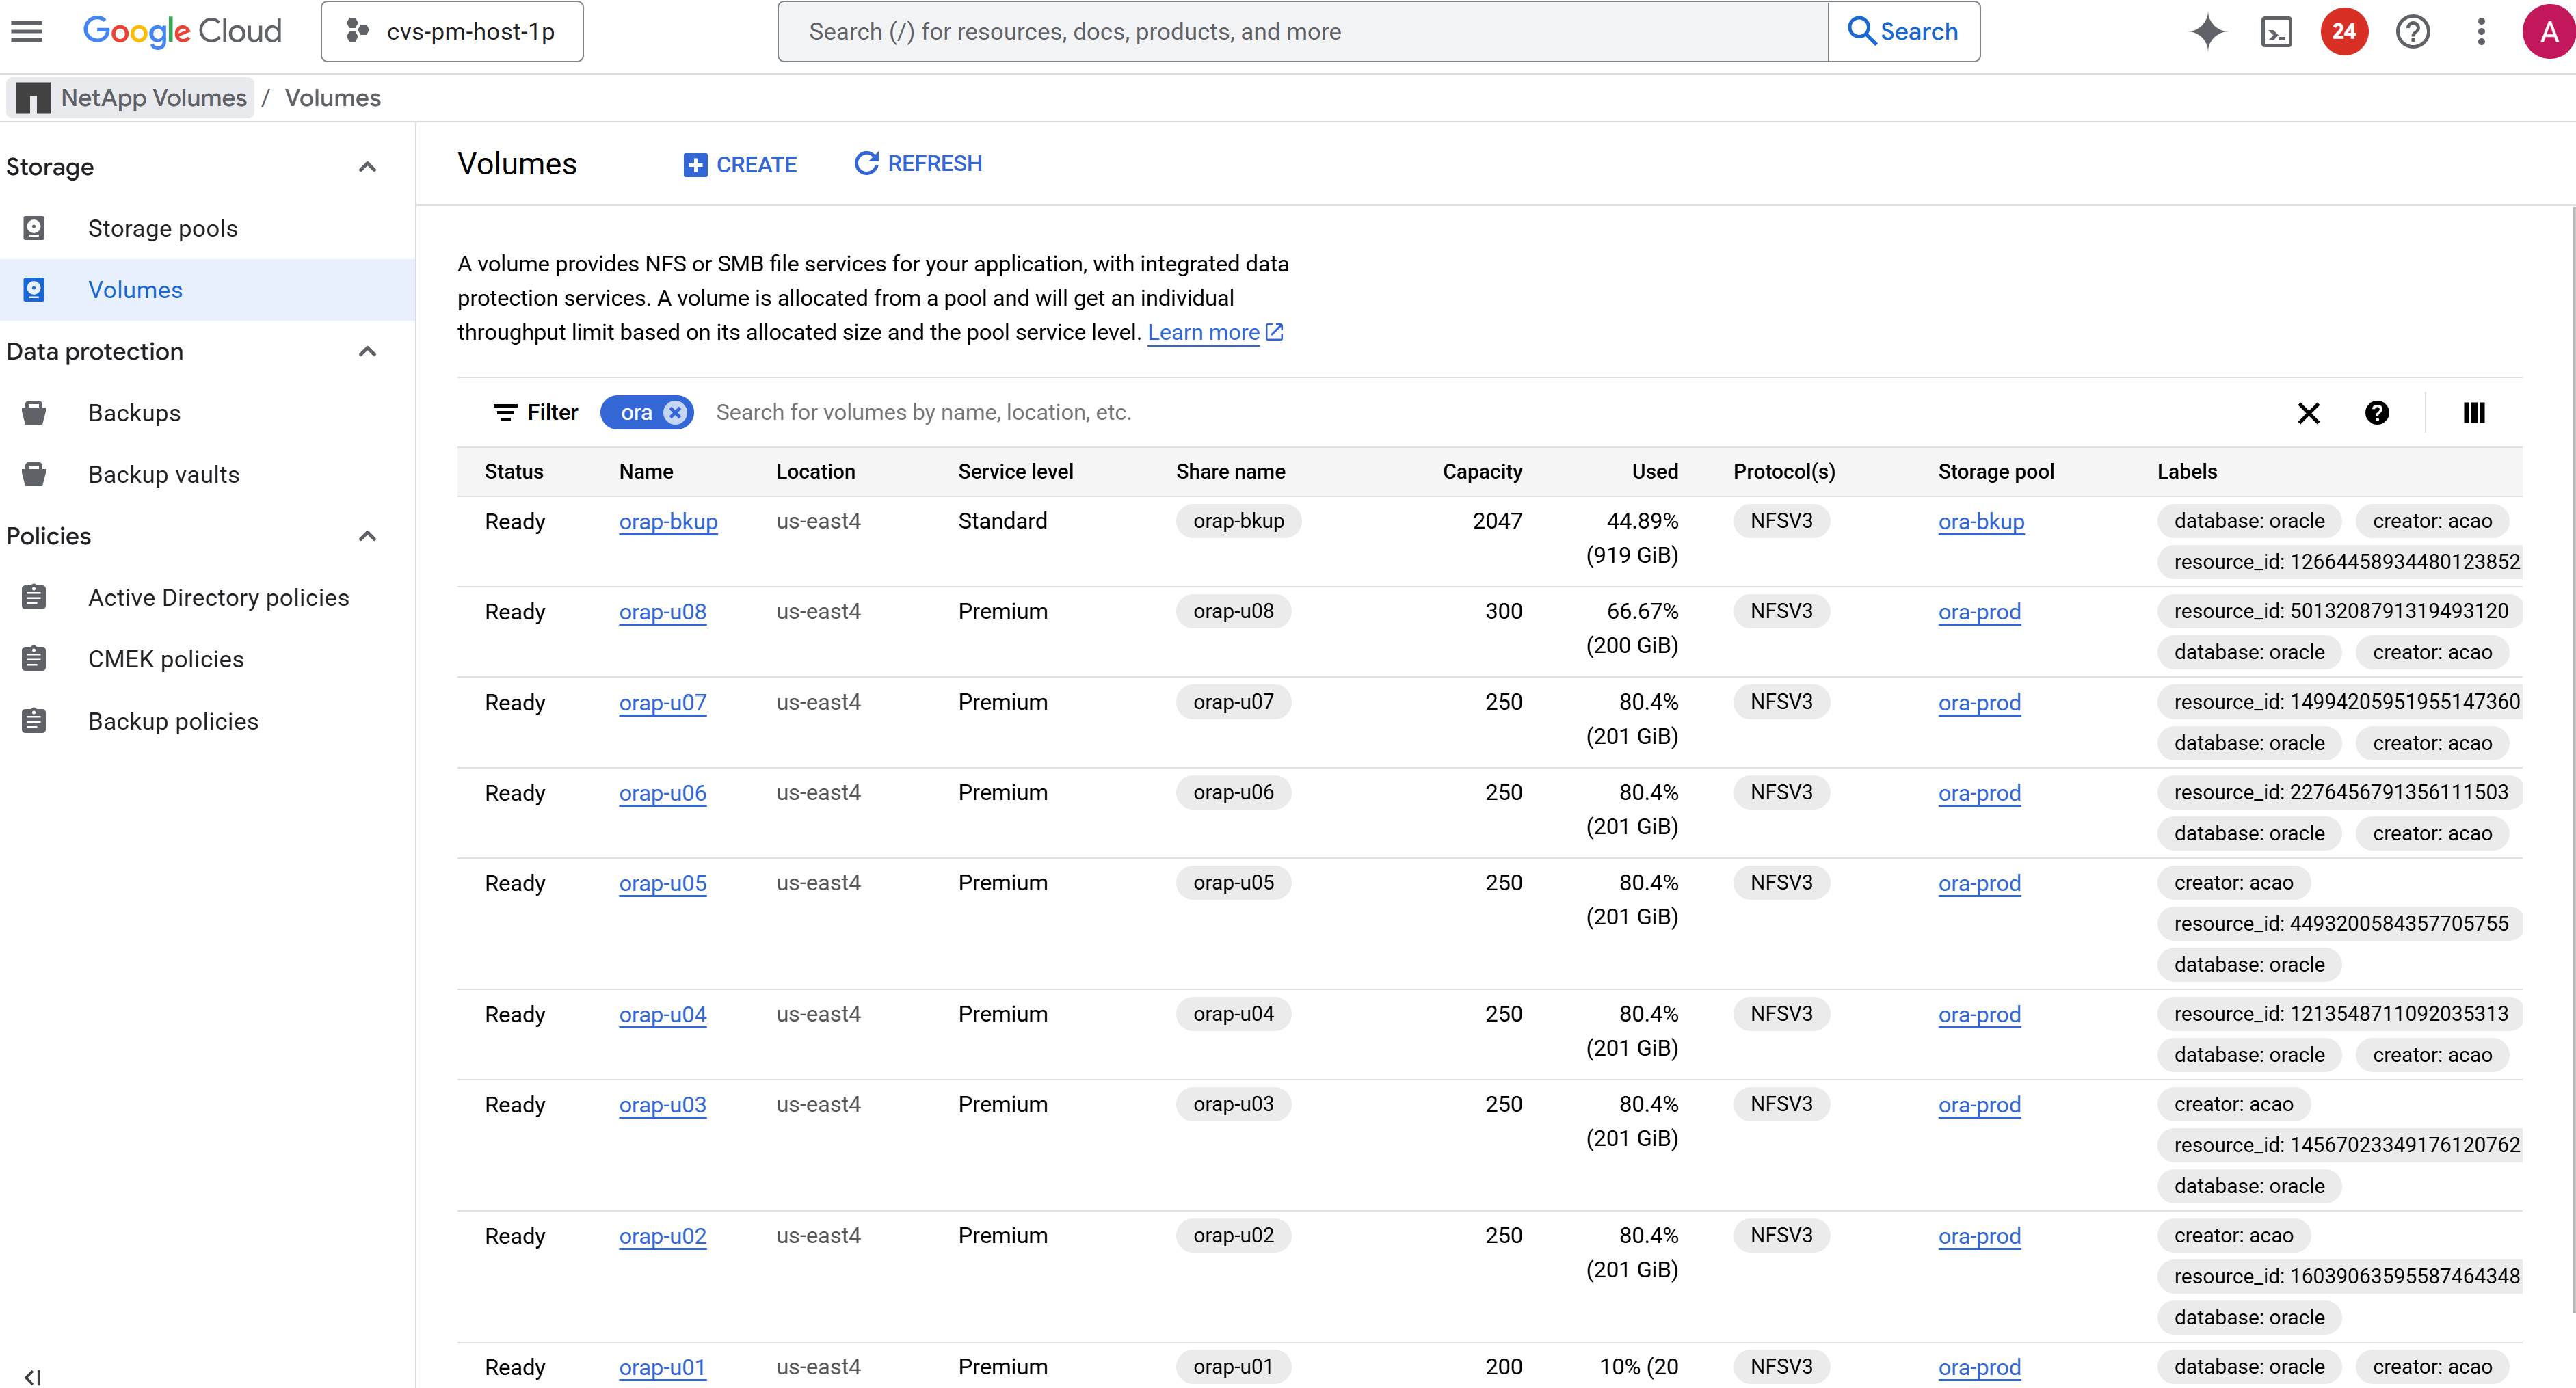 Google Cloud
cvs-pm-host-1p
Search (/) for resources, docs, products, and more
Search
24
A
NetApp Volumes / Volumes
Storage
Storage pools
Volumes
Data protection
Backups
Backup vaults
Policies
Active Directory policies
CMEK policies
Backup policies
Volumes
CREATE
REFRESH
A volume provides NFS or SMB file services for your application, with integrated data
protection services. A volume is allocated from a pool and will get an individual
throughput limit based on its allocated size and the pool service level. Learn more
Filter ora Search for volumes by name, location, etc.
Status Name Location Service level Share name Capacity Used Protocol(s) Storage pool Labels
Ready orap-bkup us-east4 Standard orap-bkup 2047 44.89% NFSV3 ora-bkup database: oracle creator: acao
(919 GiB) resource_id: 12664458934480123852
Ready orap-u08 us-east4 Premium orap-u08 300 66.67% NFSV3 ora-prod resource_id: 5013208791319493120
(200 GiB) database: oracle creator: acao
Ready orap-u07 us-east4 Premium orap-u07 250 80.4% NFSV3 ora-prod resource_id: 14994205951955147360
(201 GiB) database: oracle creator: acao
Ready orap-u06 us-east4 Premium orap-u06 250 80.4% NFSV3 ora-prod resource_id: 2276456791356111503
(201 GiB) database: oracle creator: acao
Ready orap-u05 us-east4 Premium orap-u05 250 80.4% NFSV3 ora-prod creator: acao
(201 GiB) resource_id: 4493200584357705755
database: oracle
Ready orap-u04 us-east4 Premium orap-u04 250 80.4% NFSV3 ora-prod resource_id: 1213548711092035313
(201 GiB) database: oracle creator: acao
Ready orap-u03 us-east4 Premium orap-u03 250 80.4% NFSV3 ora-prod creator: acao
(201 GiB) resource_id: 14567023349176120762
database: oracle
Ready orap-u02 us-east4 Premium orap-u02 250 80.4% NFSV3 ora-prod creator: acao
(201 GiB) resource_id: 16039063595587464348
database: oracle
Ready orap-u01 us-east4 Premium orap-u01 200 10% (20 NFSV3 ora-prod database: oracle creator: acao